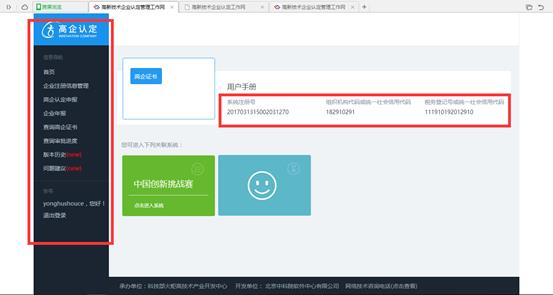 高新技术企业认定管理工作网
高新技术企业认定工作网
高新技术企业认定管理工作网
高企认定
INNOVATION COMPANY
首页
企业注册信息管理
高企认定申报
企业年报
查询高企证书
查询审批进度
版本历史(new)
问题建议(new)
yonghushouce，您好！
退出登录
高企证书
用户手册
系统注册号 组织机构代码或统一社会信用代码 税务登记号或统一社会信用代码
2017031315002031270 182910291 111910192012910
您可进入下列关联系统：
中国创新挑战赛
点击进入系统
承办单位：科技部火炬高技术产业开发中心 开发单位：北京中科院软件中心有限公司 网络技术咨询电话(点击查看)